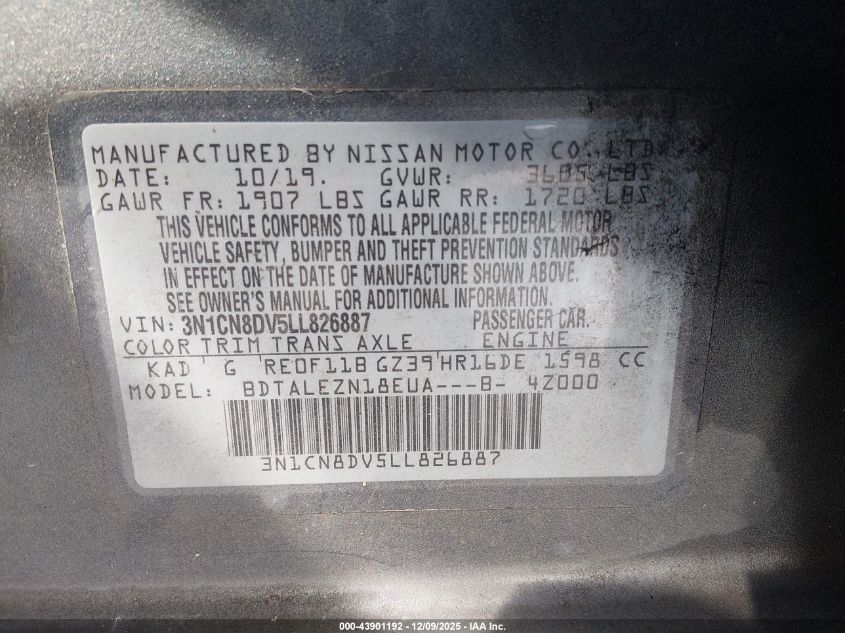 MANUFACTURED BY NISSAN MOTOR CO., LTD.
DATE: 10/19. GVWR: 3685 LBS
GAWR FR: 1907 LBS GAWR RR: 1720 LBS
THIS VEHICLE CONFORMS TO ALL APPLICABLE FEDERAL MOTOR
VEHICLE SAFETY, BUMPER AND THEFT PREVENTION STANDARDS
IN EFFECT ON THE DATE OF MANUFACTURE SHOWN ABOVE.
SEE OWNER'S MANUAL FOR ADDITIONAL INFORMATION.
VIN: 3N1CN8DV5LL826887 PASSENGER CAR.
COLOR TRIM TRANS AXLE ENGINE
KAD G RE0F11B GZ39 HR16DE 1598 CC
MODEL: BDTALEZN18EUA---B- 4Z000
3N1CN8DV5LL826887
000-43901192 - 12/09/2025 - IAA Inc.